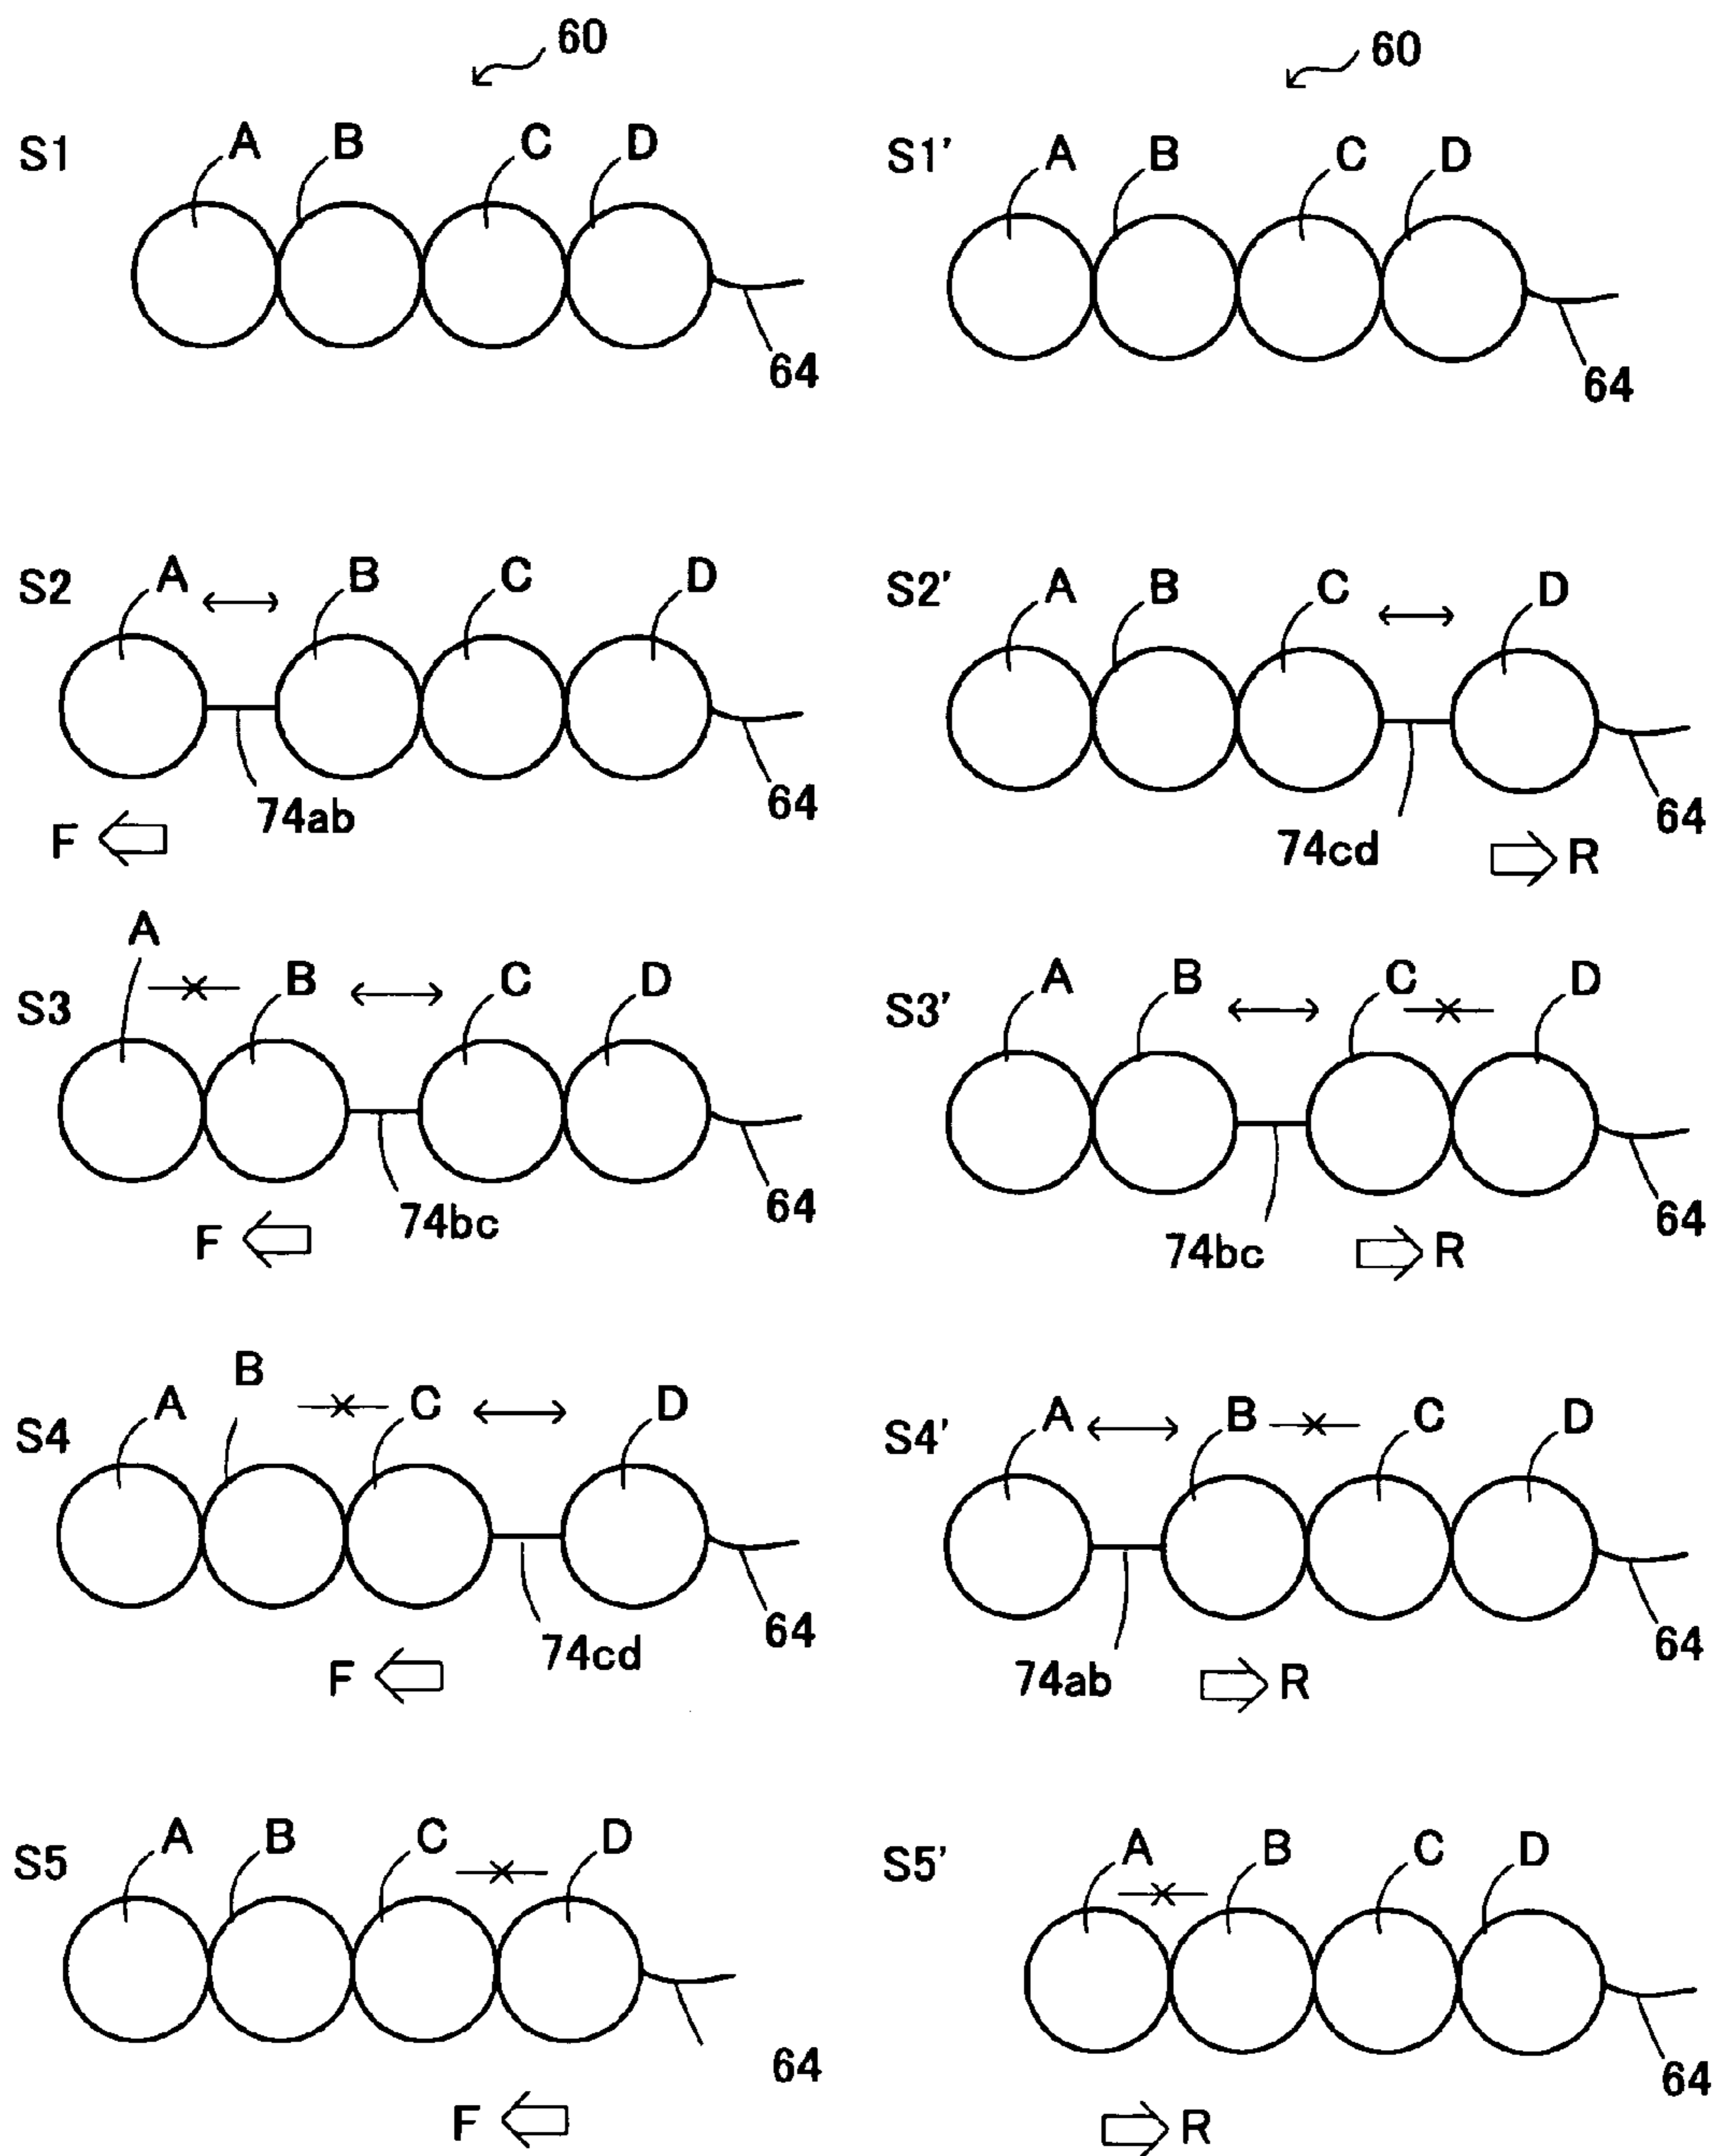 60 60
S1 A B C D S1' A B C D
64 64
S2 A B C D S2' A B C D
74ab 64 74cd 64
F R
S3 A B C D S3' A B C D
74bc 64 74bc 64
F R
S4 A B C D S4' A B C D
74cd 64 74ab 64
F R
S5 A B C D S5' A B C D
64 64
F R